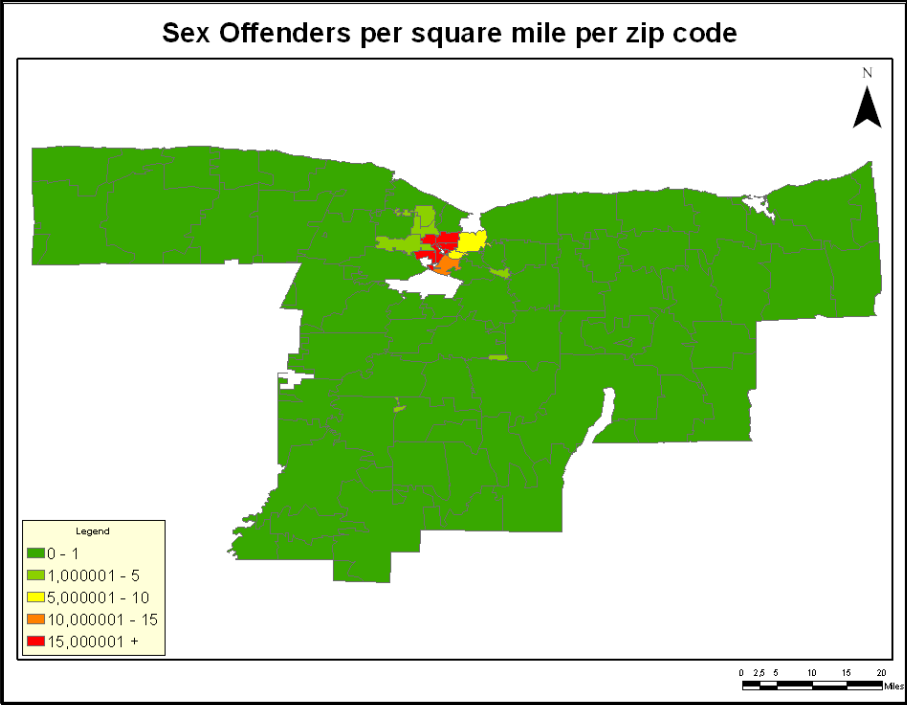 Sex Offenders per square mile per zip code
N
Legend
0 - 1
1,000001 - 5
5,000001 - 10
10,000001 - 15
15,000001 +
0 2,5 5 10 15 20
Miles